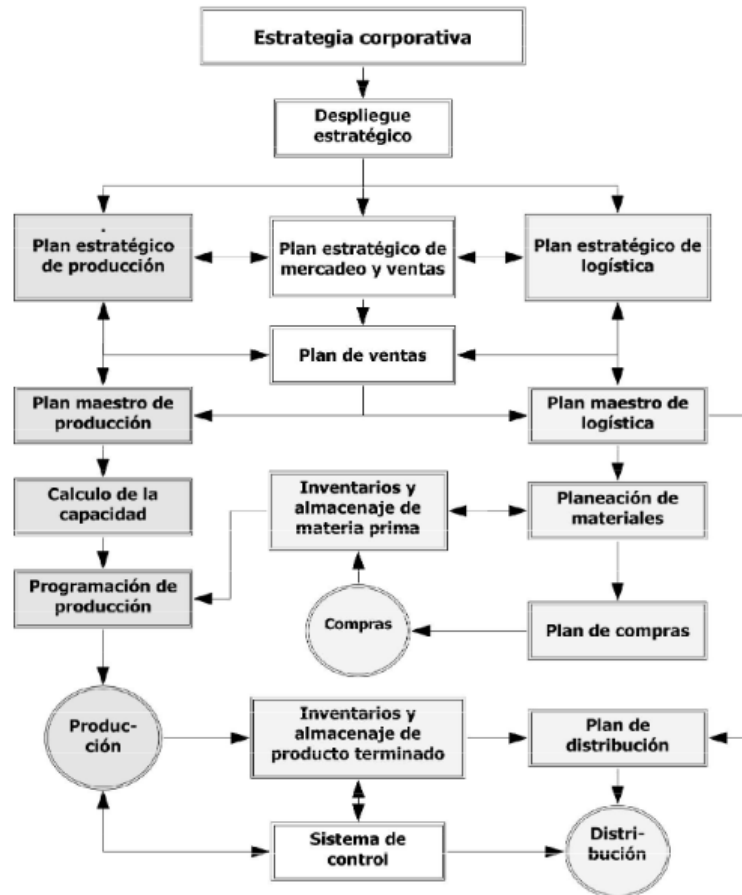 Estrategia corporativa
Despliegue
estratégico
Plan estratégico
de producción
Plan estratégico de
mercadeo y ventas
Plan estratégico de
logística
Plan de ventas
Plan maestro de
producción
Plan maestro de
logística
Calculo de la
capacidad
Inventarios y
almacenaje de
materia prima
Planeación de
materiales
Programación de
producción
Compras
Plan de compras
Produc-
ción
Inventarios y
almacenaje de
producto terminado
Plan de
distribución
Sistema de
control
Distri-
bución